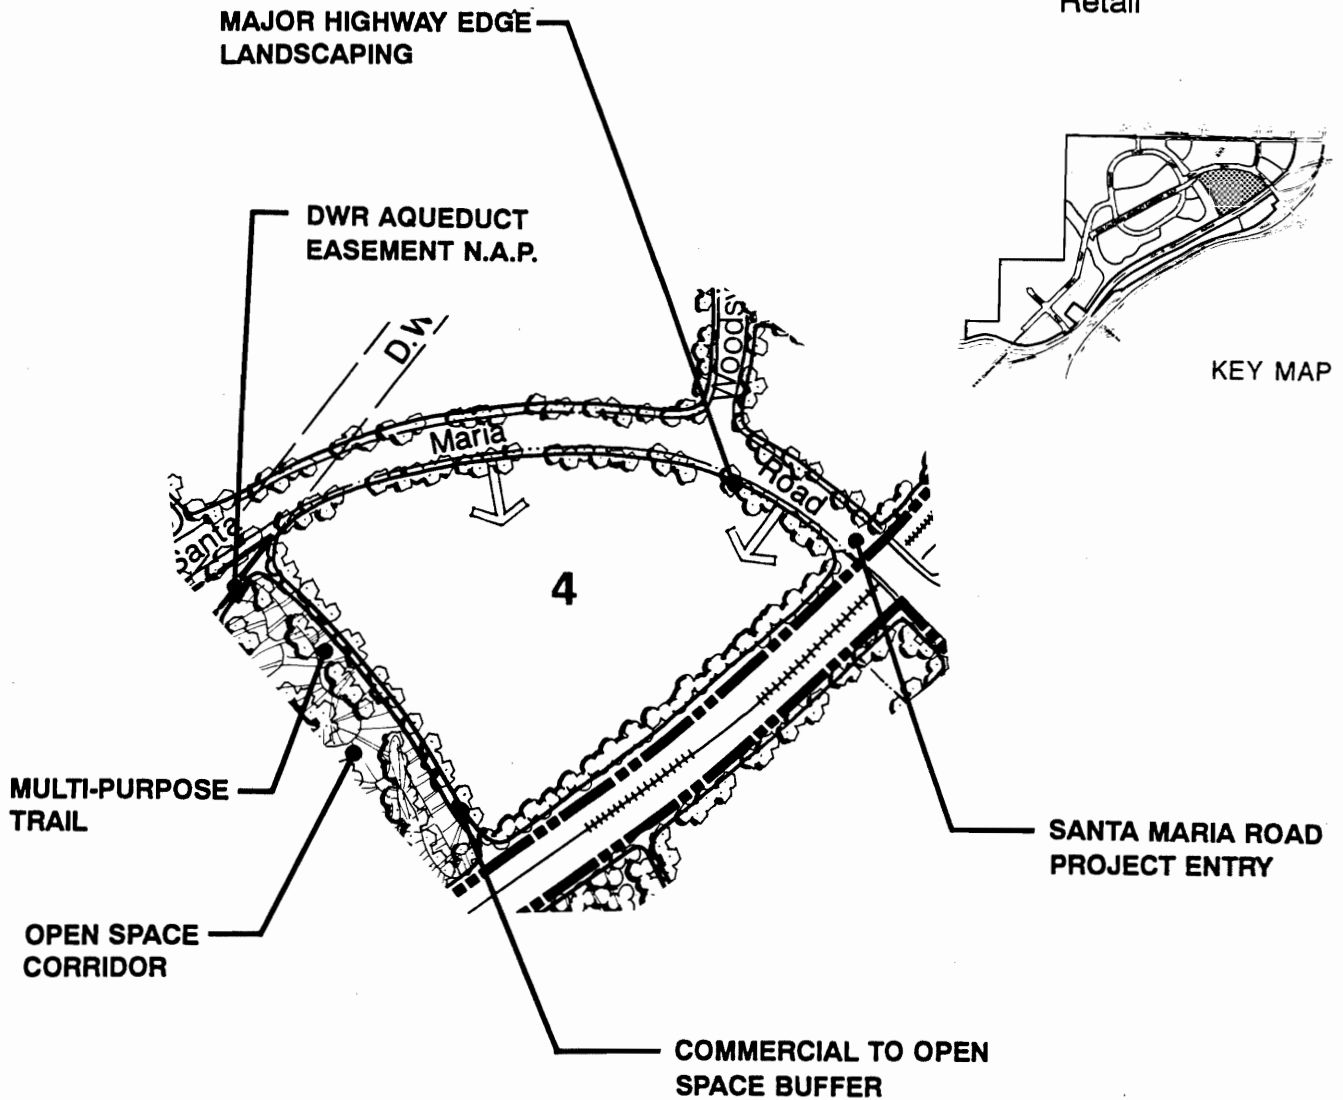 Retail
MAJOR HIGHWAY EDGE
LANDSCAPING
DWR AQUEDUCT
EASEMENT N.A.P.
KEY MAP
D.W
Woods
Maria
Road
Santa
4
MULTI-PURPOSE
TRAIL
SANTA MARIA ROAD
PROJECT ENTRY
OPEN SPACE
CORRIDOR
COMMERCIAL TO OPEN
SPACE BUFFER